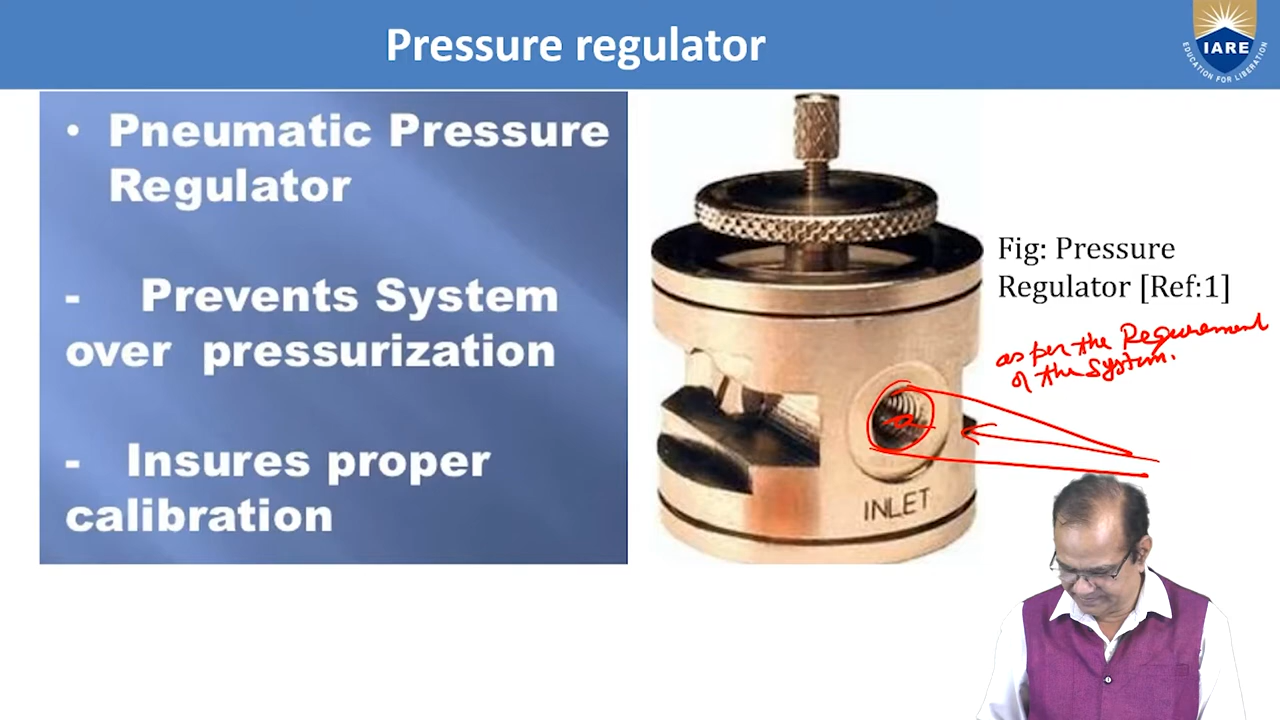 Pressure regulator
IARE
EDUCATION FOR LIBERATION
• Pneumatic Pressure
Regulator
- Prevents System
over pressurization
- Insures proper
calibration
Fig: Pressure
Regulator [Ref:1]
as per the Requirement
of the System.
INLET